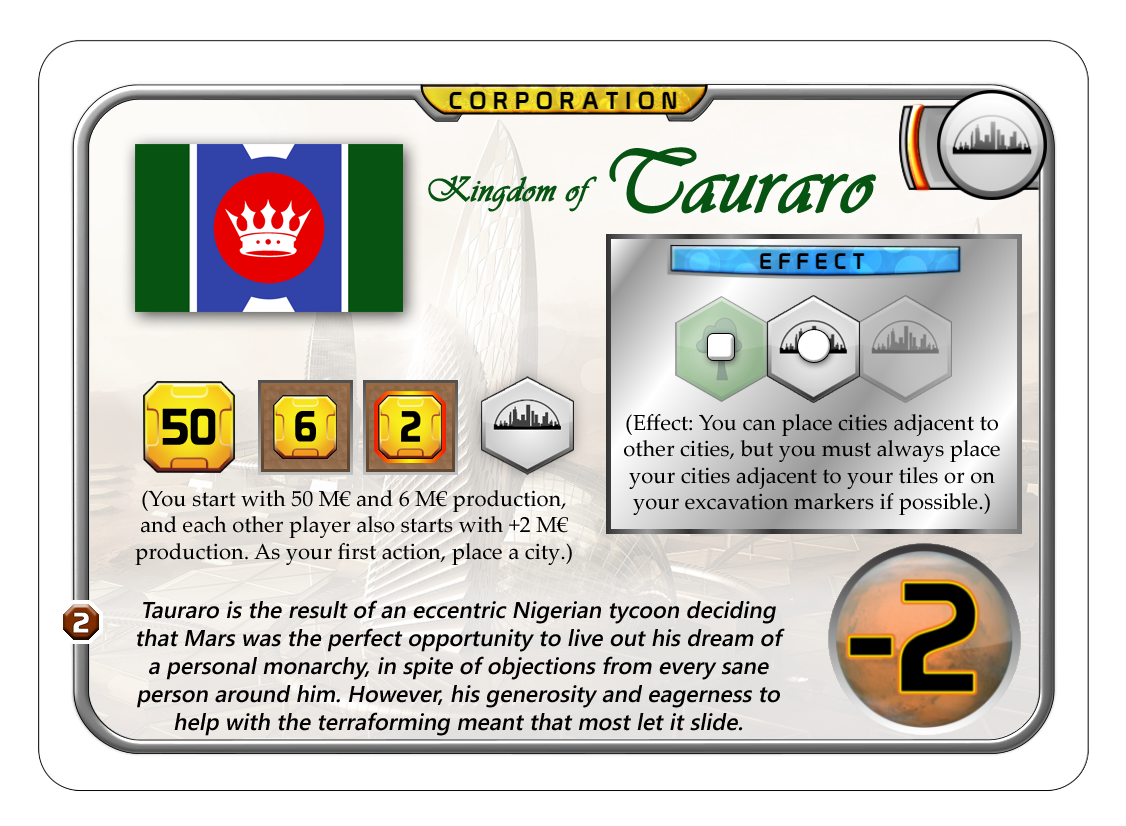 CORPORATION
Kingdom of Tauraro
EFFECT
(Effect: You can place cities adjacent to
other cities, but you must always place
your cities adjacent to your tiles or on
your excavation markers if possible.)
50 6 2
(You start with 50 M€ and 6 M€ production,
and each other player also starts with +2 M€
production. As your first action, place a city.)
2
Tauraro is the result of an eccentric Nigerian tycoon deciding
that Mars was the perfect opportunity to live out his dream of
a personal monarchy, in spite of objections from every sane
person around him. However, his generosity and eagerness to
help with the terraforming meant that most let it slide.
-2